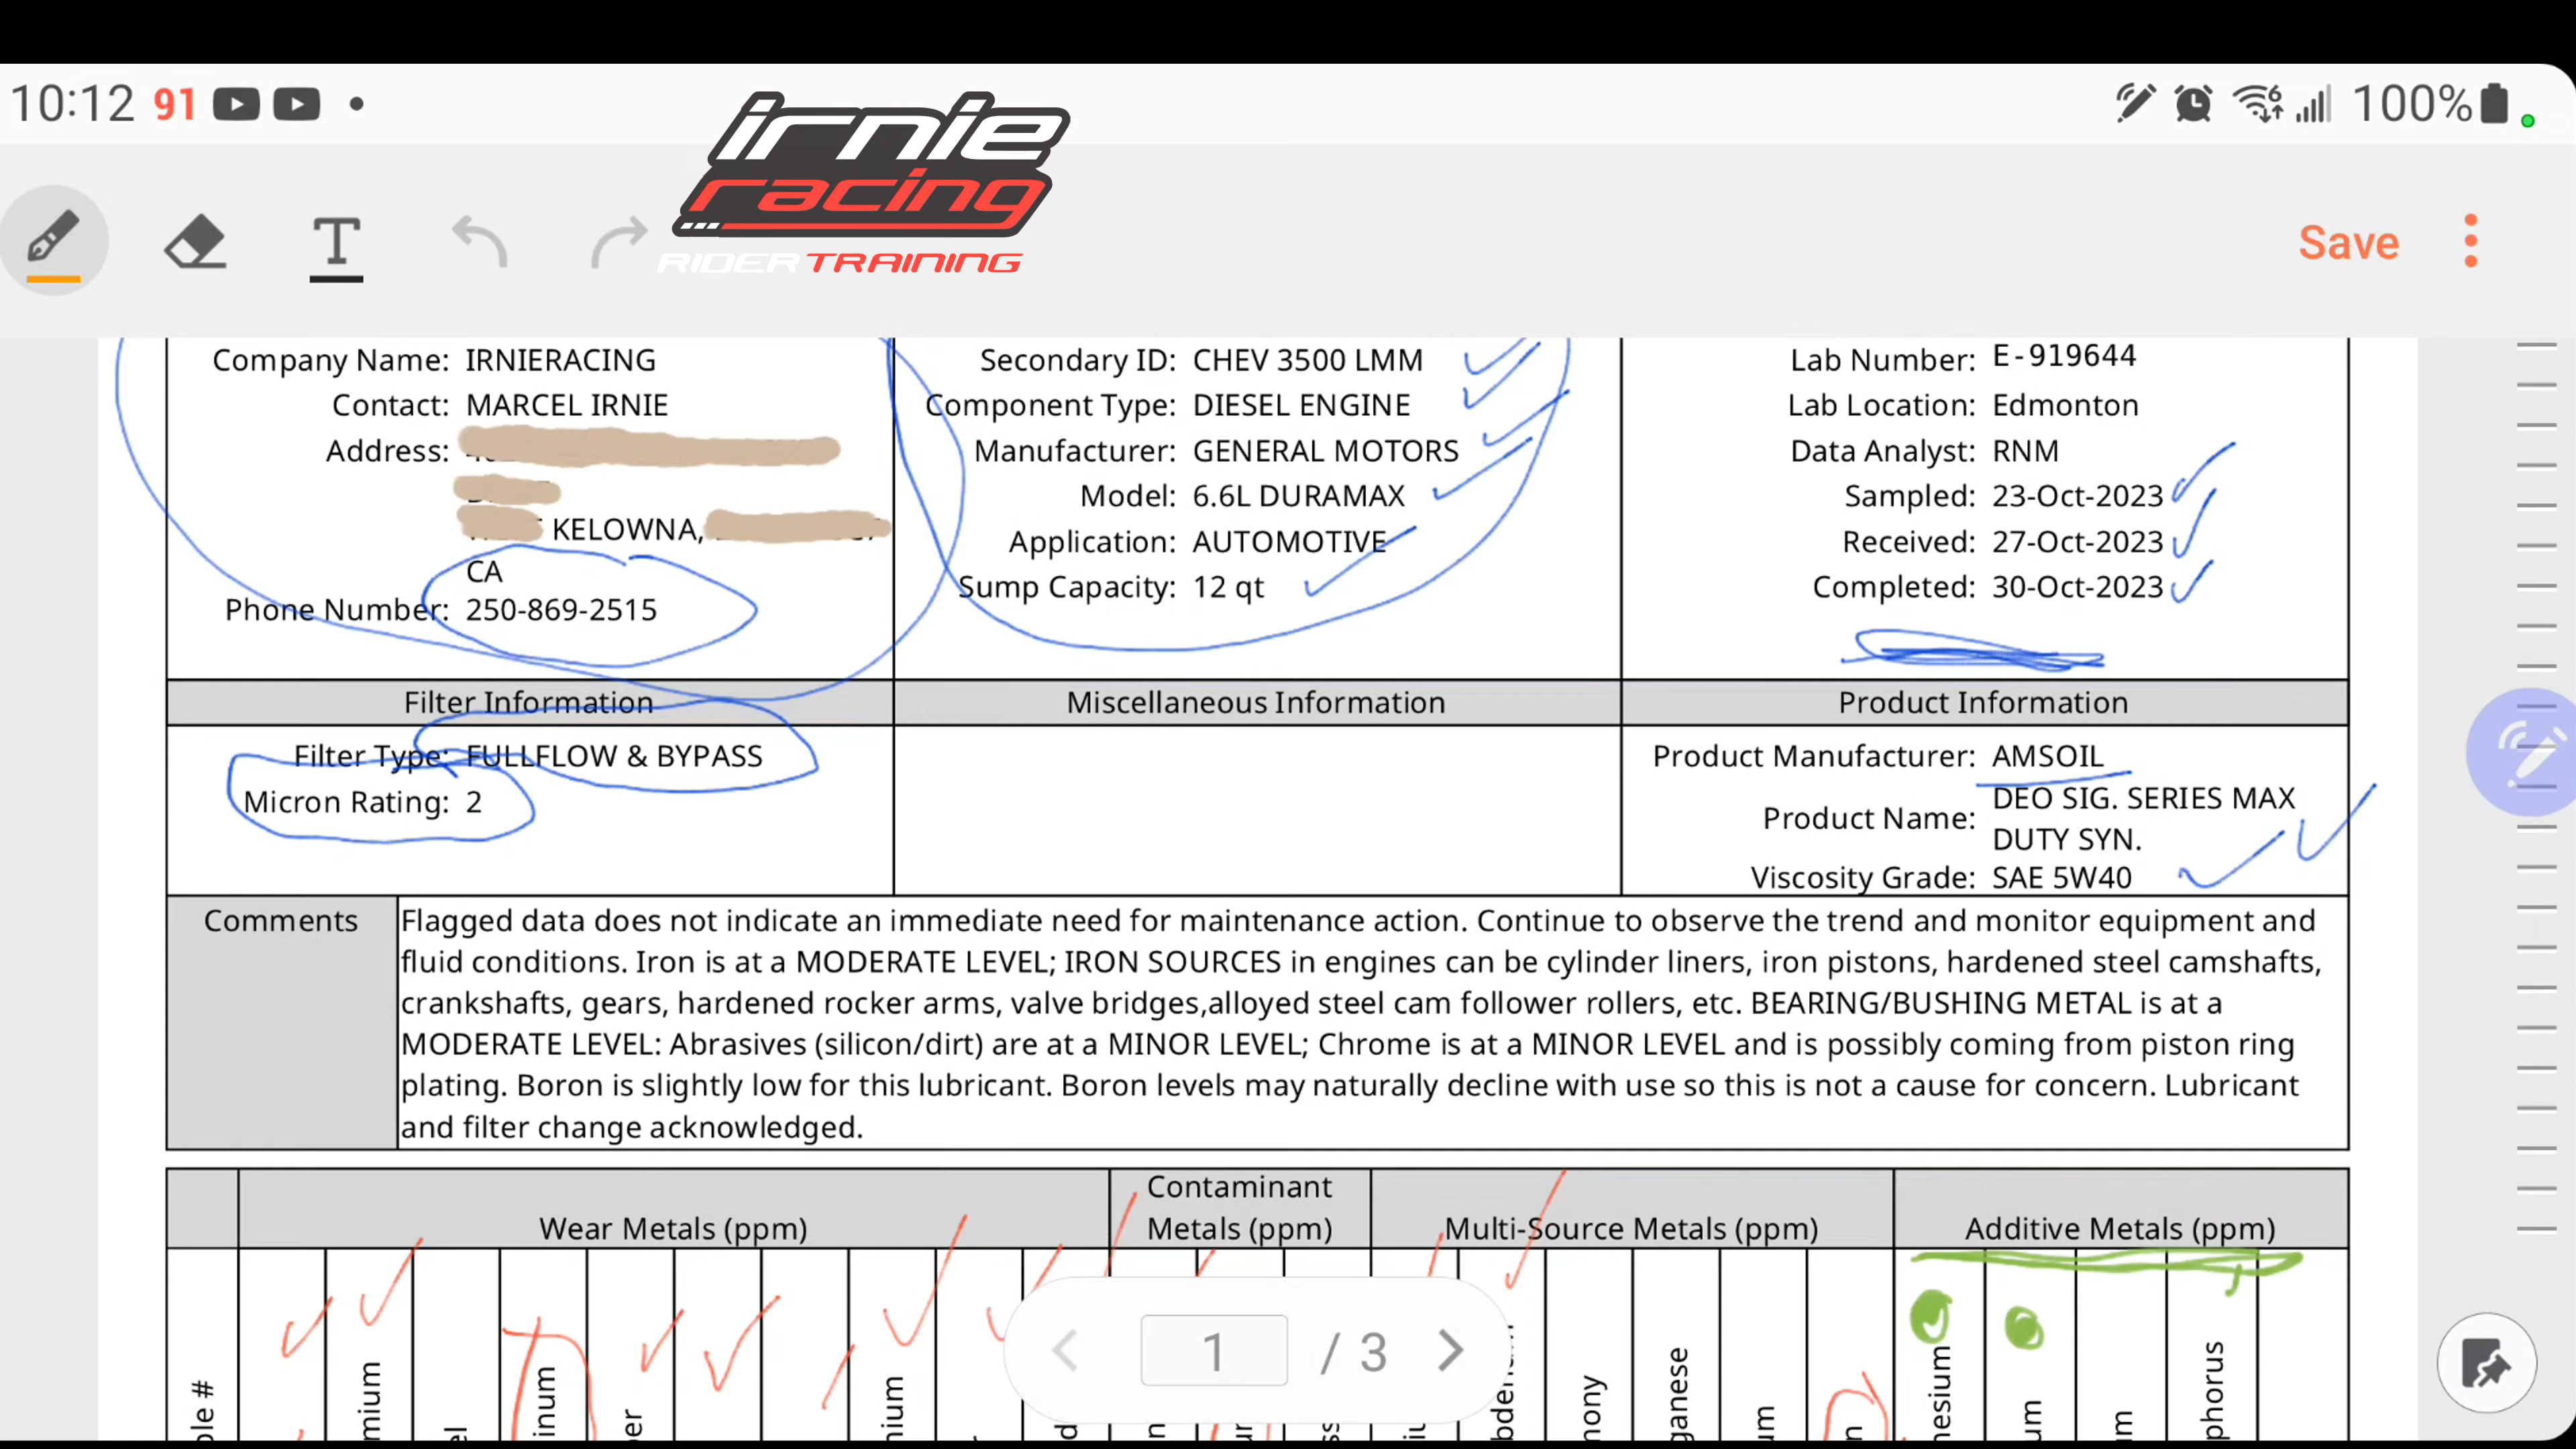 10:12 91
100%
irnie
racing
RIDER TRAINING
T
Save
Company Name: IRNIERACING
Contact: MARCEL IRNIE
Address:
KELOWNA,
CA
Phone Number: 250-869-2515
Secondary ID: CHEV 3500 LMM
Component Type: DIESEL ENGINE
Manufacturer: GENERAL MOTORS
Model: 6.6L DURAMAX
Application: AUTOMOTIVE
Sump Capacity: 12 qt
Lab Number: E-919644
Lab Location: Edmonton
Data Analyst: RNM
Sampled: 23-Oct-2023
Received: 27-Oct-2023
Completed: 30-Oct-2023
Filter Information
Filter Type: FULLFLOW & BYPASS
Micron Rating: 2
Miscellaneous Information
Product Information
Product Manufacturer: AMSOIL
Product Name: DEO SIG. SERIES MAX
DUTY SYN.
Viscosity Grade: SAE 5W40
Comments
Flagged data does not indicate an immediate need for maintenance action. Continue to observe the trend and monitor equipment and
fluid conditions. Iron is at a MODERATE LEVEL; IRON SOURCES in engines can be cylinder liners, iron pistons, hardened steel camshafts,
crankshafts, gears, hardened rocker arms, valve bridges,alloyed steel cam follower rollers, etc. BEARING/BUSHING METAL is at a
MODERATE LEVEL: Abrasives (silicon/dirt) are at a MINOR LEVEL; Chrome is at a MINOR LEVEL and is possibly coming from piston ring
plating. Boron is slightly low for this lubricant. Boron levels may naturally decline with use so this is not a cause for concern. Lubricant
and filter change acknowledged.
Wear Metals (ppm)
Contaminant
Metals (ppm)
Multi-Source Metals (ppm)
Additive Metals (ppm)
1 / 3